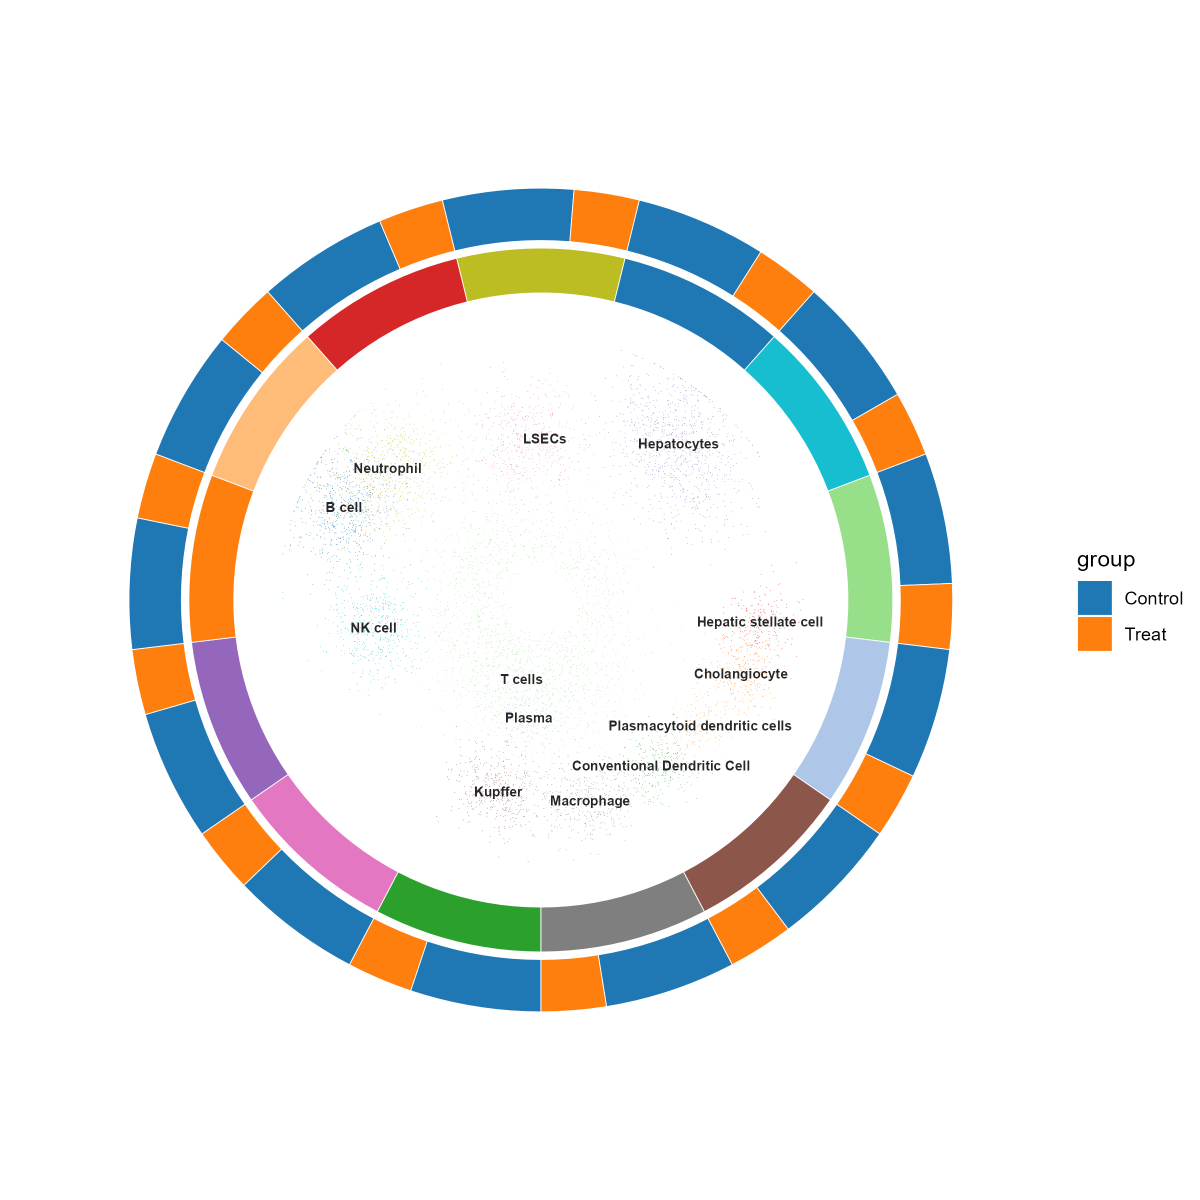 LSECs
Hepatocytes
Neutrophil
B cell
Hepatic stellate cell
NK cell
Cholangiocyte
T cells
Plasma
Plasmacytoid dendritic cells
Conventional Dendritic Cell
Kupffer
Macrophage
group
Control
Treat